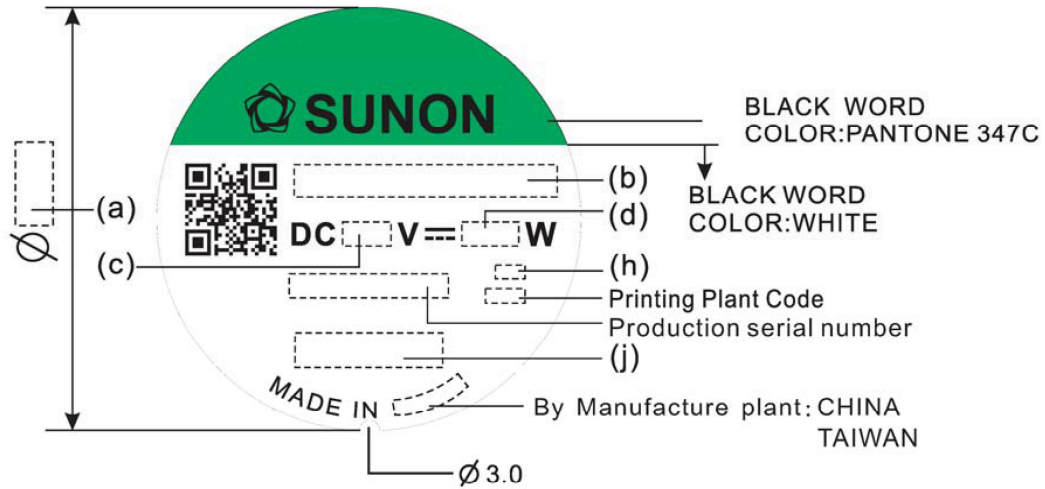 SUNON
BLACK WORD
COLOR:PANTONE 347C
BLACK WORD
COLOR:WHITE
(a)
Ø
(b)
(d)
DC V⎓ W
(c)
(h)
Printing Plant Code
Production serial number
(j)
MADE IN
By Manufacture plant: CHINA
TAIWAN
Ø 3.0